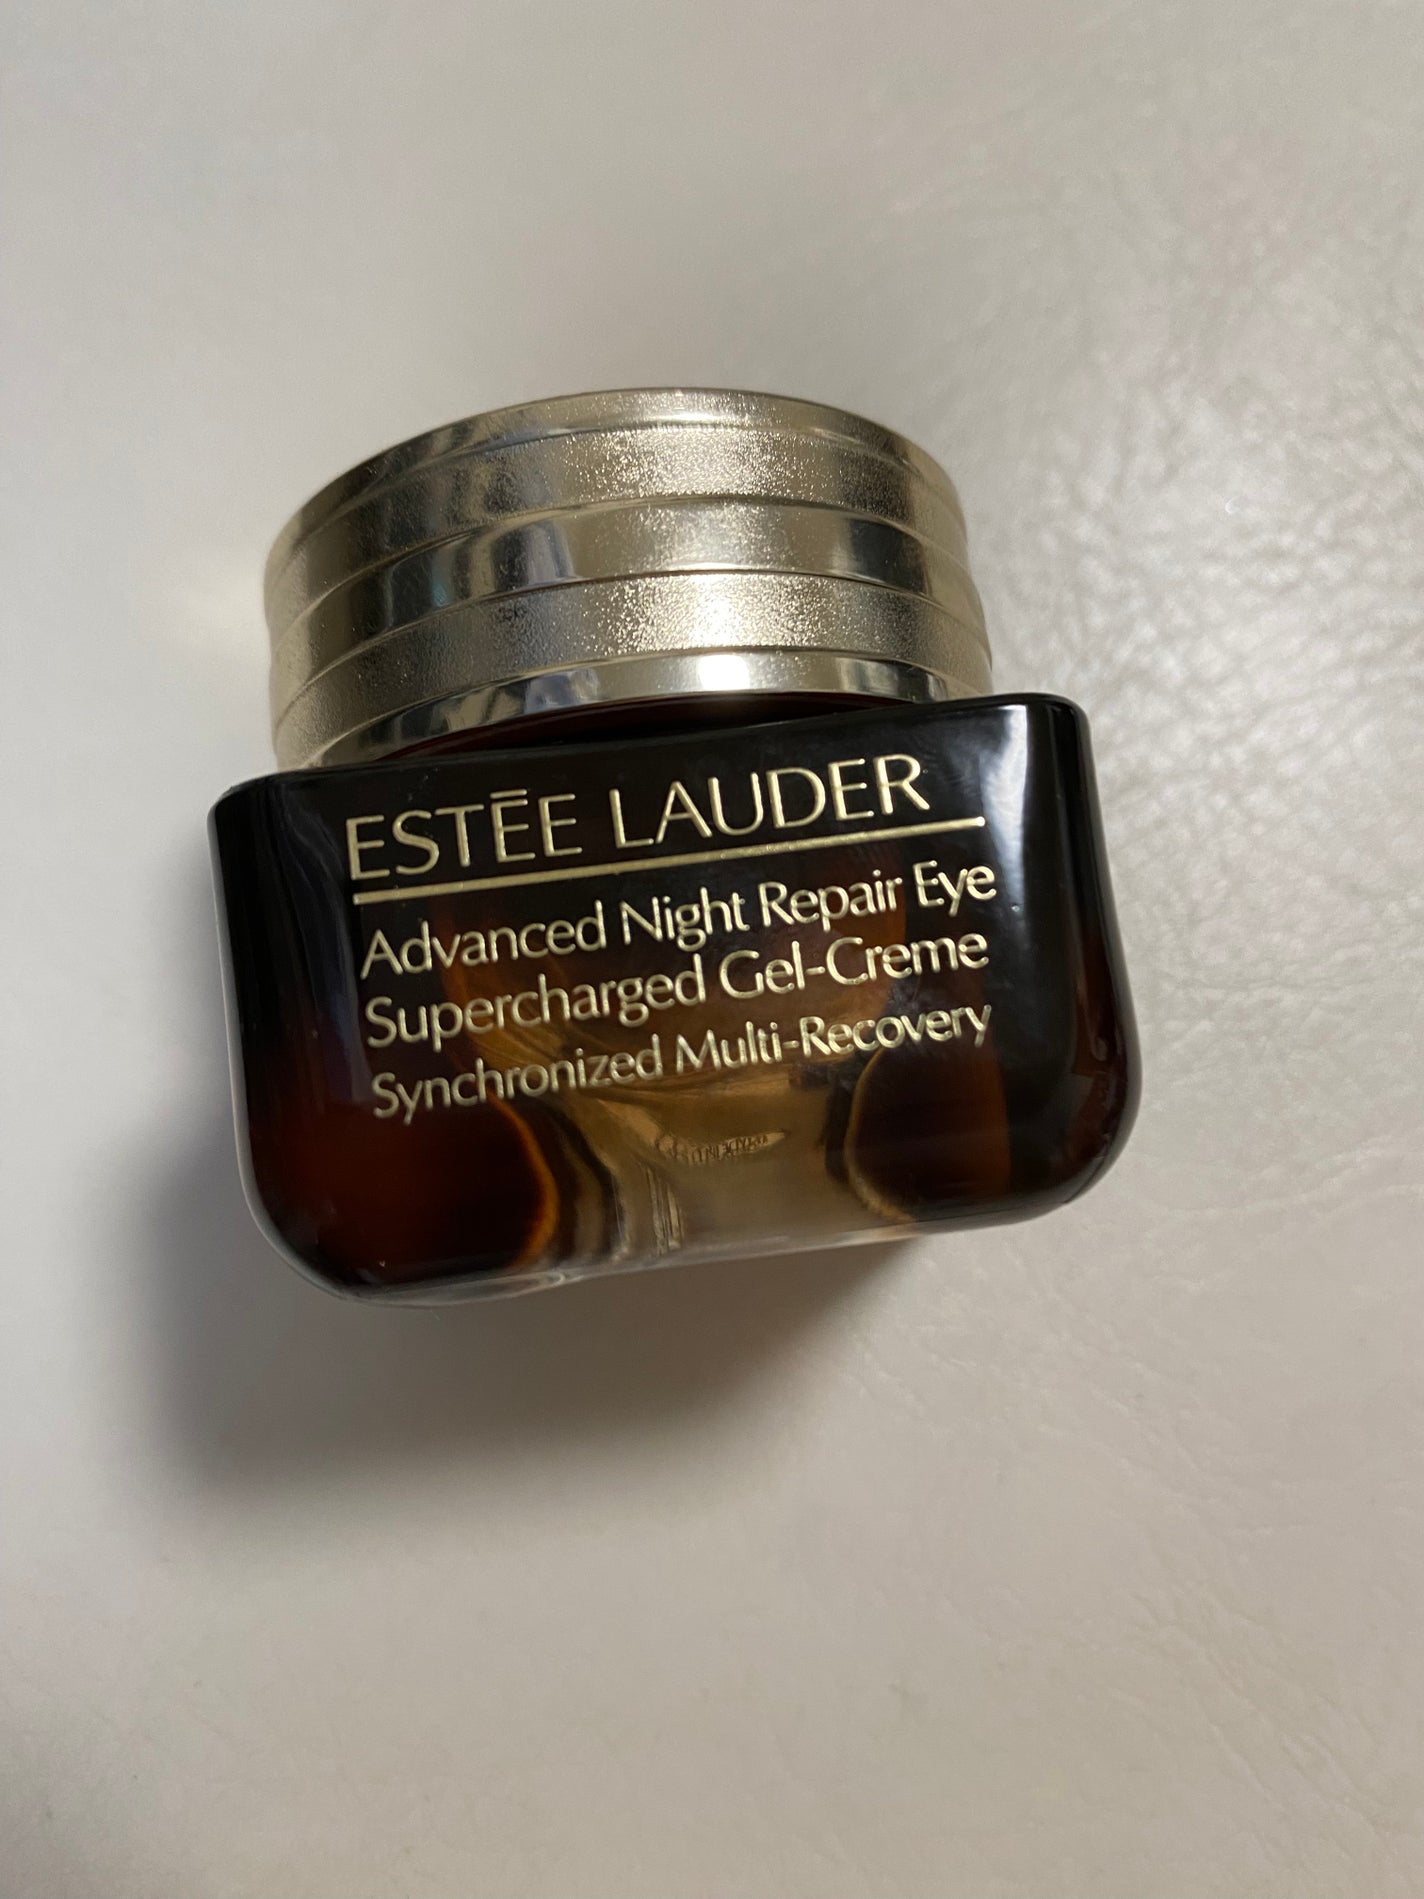 ESTĒE LAUDER
Advanced Night Repair Eye
Supercharged Gel-Creme
Synchronized Multi-Recovery